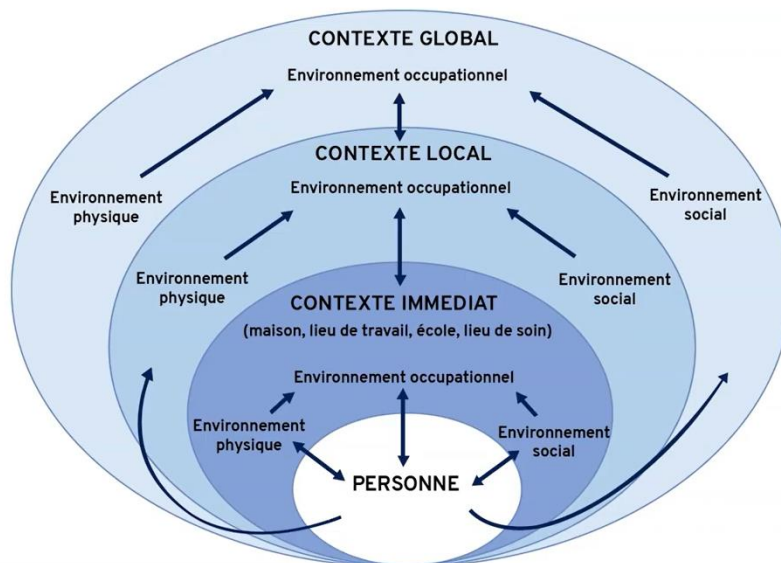 CONTEXTE GLOBAL
Environnement occupationnel
CONTEXTE LOCAL
Environnement occupationnel
Environnement
physique
Environnement
social
Environnement
physique
Environnement
social
CONTEXTE IMMEDIAT
(maison, lieu de travail, école, lieu de soin)
Environnement occupationnel
Environnement
physique
Environnement
social
PERSONNE